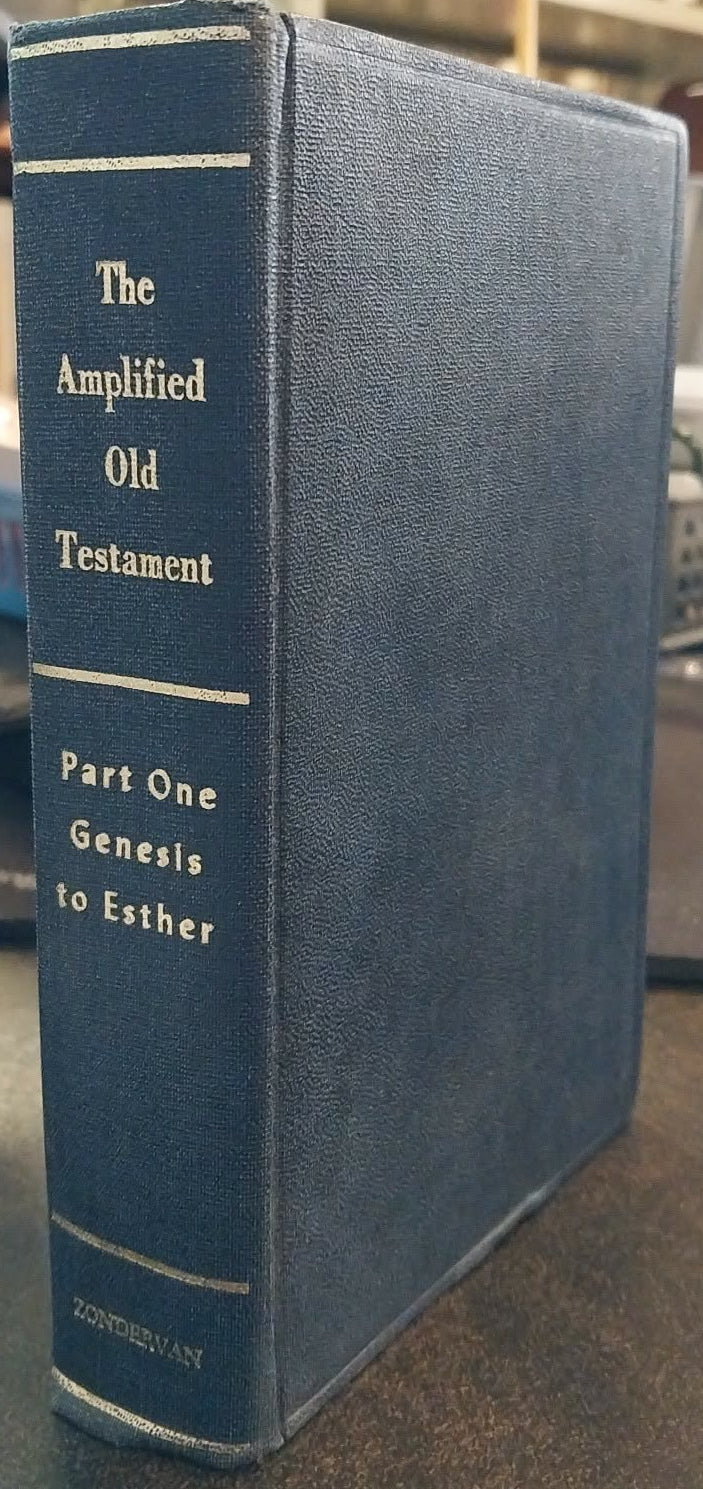 The
Amplified
Old
Testament
Part One
Genesis
to Esther
ZONDERVAN